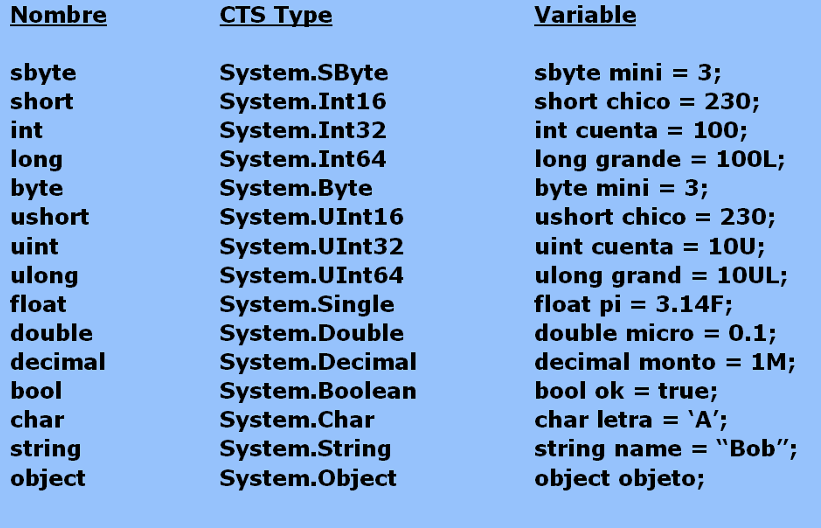 Nombre CTS Type Variable
sbyte System.SByte sbyte mini = 3;
short System.Int16 short chico = 230;
int System.Int32 int cuenta = 100;
long System.Int64 long grande = 100L;
byte System.Byte byte mini = 3;
ushort System.UInt16 ushort chico = 230;
uint System.UInt32 uint cuenta = 10U;
ulong System.UInt64 ulong grand = 10UL;
float System.Single float pi = 3.14F;
double System.Double double micro = 0.1;
decimal System.Decimal decimal monto = 1M;
bool System.Boolean bool ok = true;
char System.Char char letra = ‘A’;
string System.String string name = “Bob”;
object System.Object object objeto;